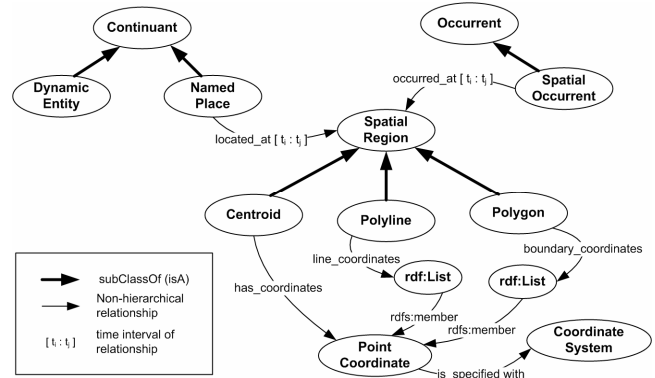 Continuant
Occurrent
Dynamic
Entity
Named
Place
occurred_at [ tᵢ : tⱼ ]
Spatial
Occurrent
located_at [ tᵢ : tⱼ ]
Spatial
Region
Centroid
Polyline
Polygon
line_coordinates
boundary_coordinates
has_coordinates
rdf:List
rdf:List
rdfs:member
rdfs:member
Point
Coordinate
Coordinate
System
is_specified_with
subClassOf (isA)
Non-hierarchical
relationship
[ tᵢ : tⱼ ]
time interval of
relationship